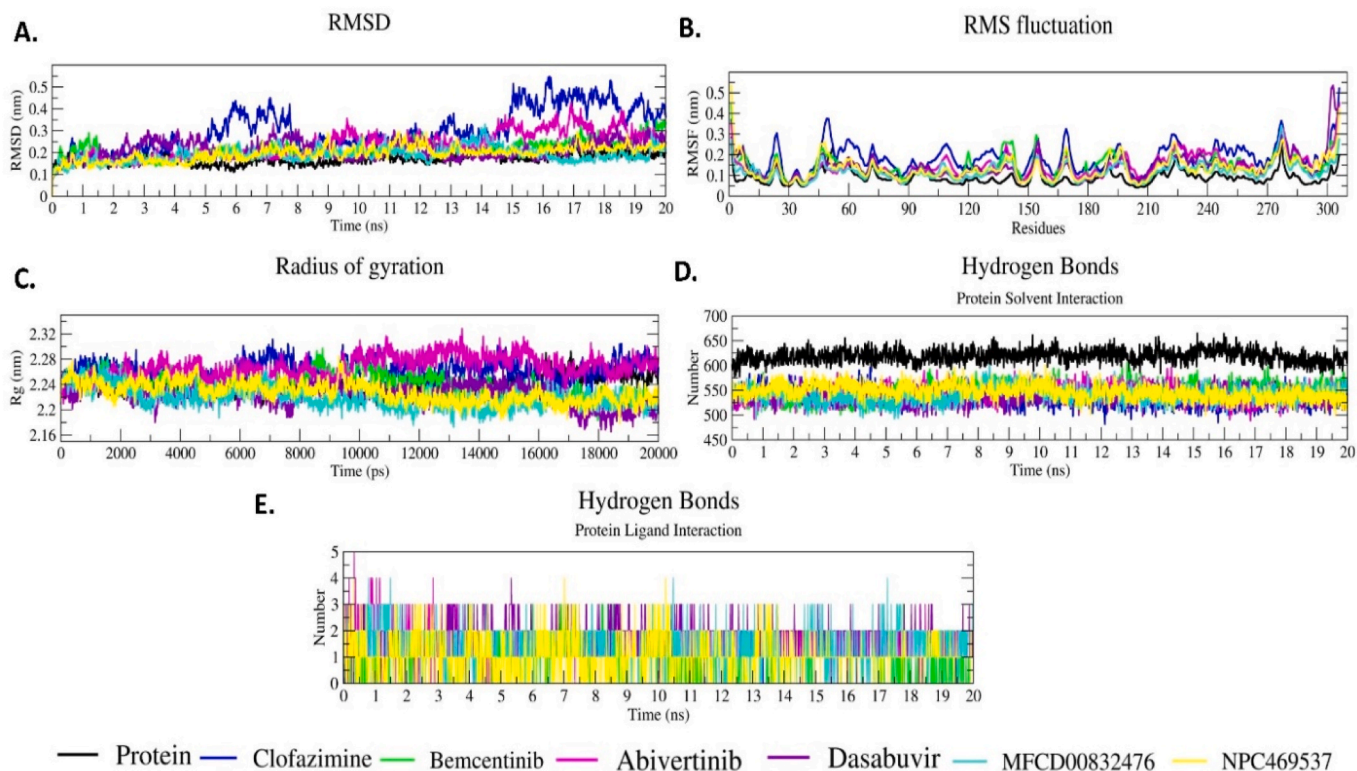 A.
RMSD
RMSD (nm)
0.5
0.4
0.3
0.2
0.1
0
0 1 2 3 4 5 6 7 8 9 10 11 12 13 14 15 16 17 18 19 20
Time (ns)
B.
RMS fluctuation
RMSF (nm)
0.5
0.4
0.3
0.2
0.1
0
0 30 60 90 120 150 180 210 240 270 300
Residues
C.
Radius of gyration
Rg (nm)
2.32
2.28
2.24
2.2
2.16
0 2000 4000 6000 8000 10000 12000 14000 16000 18000 20000
Time (ps)
D.
Hydrogen Bonds
Protein Solvent Interaction
Number
700
650
600
550
500
450
0 1 2 3 4 5 6 7 8 9 10 11 12 13 14 15 16 17 18 19 20
Time (ns)
E.
Hydrogen Bonds
Protein Ligand Interaction
Number
5
4
3
2
1
0
0 1 2 3 4 5 6 7 8 9 10 11 12 13 14 15 16 17 18 19 20
Time (ns)
Protein Clofazimine Bemcentinib Abivertinib Dasabuvir MFCD00832476 NPC469537